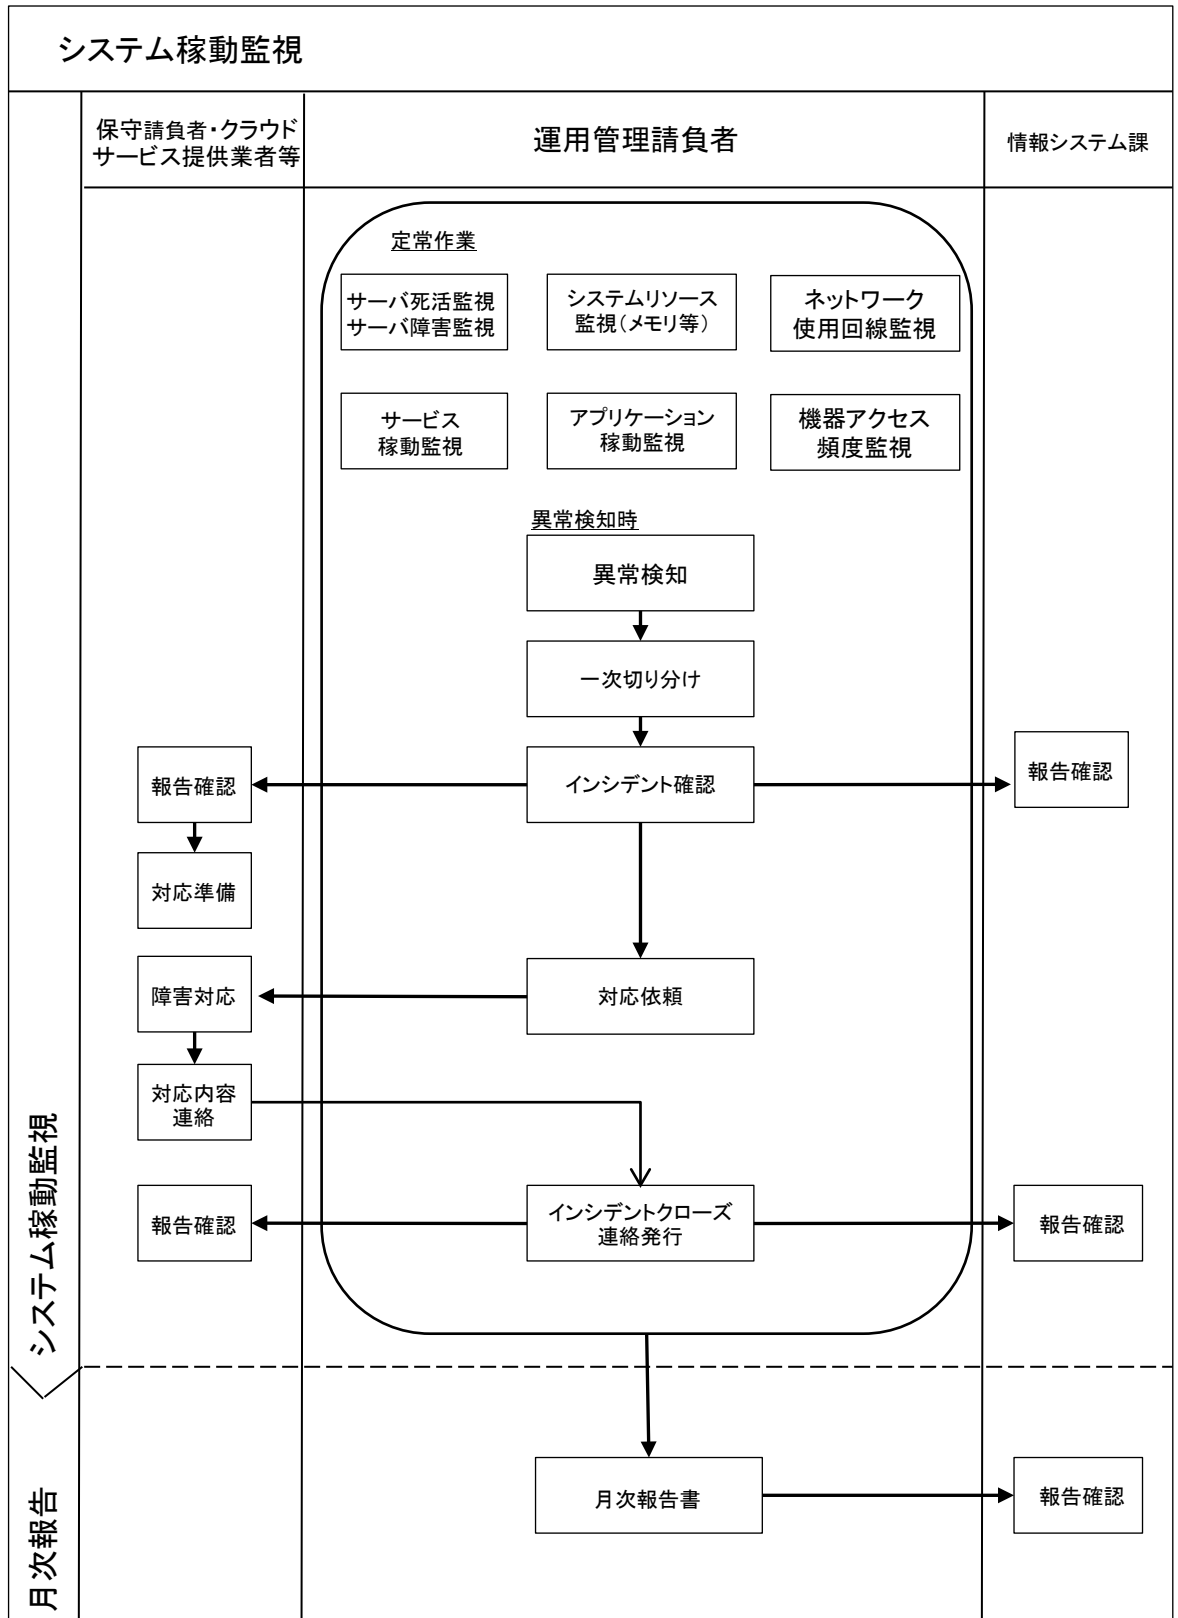 システム稼動監視
保守請負者・クラウド
サービス提供業者等
運用管理請負者
情報システム課
定常作業
サーバ死活監視
サーバ障害監視
システムリソース
監視（メモリ等）
ネットワーク
使用回線監視
サービス
稼動監視
アプリケーション
稼動監視
機器アクセス
頻度監視
異常検知時
異常検知
一次切り分け
報告確認
インシデント確認
報告確認
対応準備
障害対応
対応依頼
対応内容
連絡
報告確認
インシデントクローズ
連絡発行
報告確認
システム稼動監視
月次報告書
報告確認
月次報告